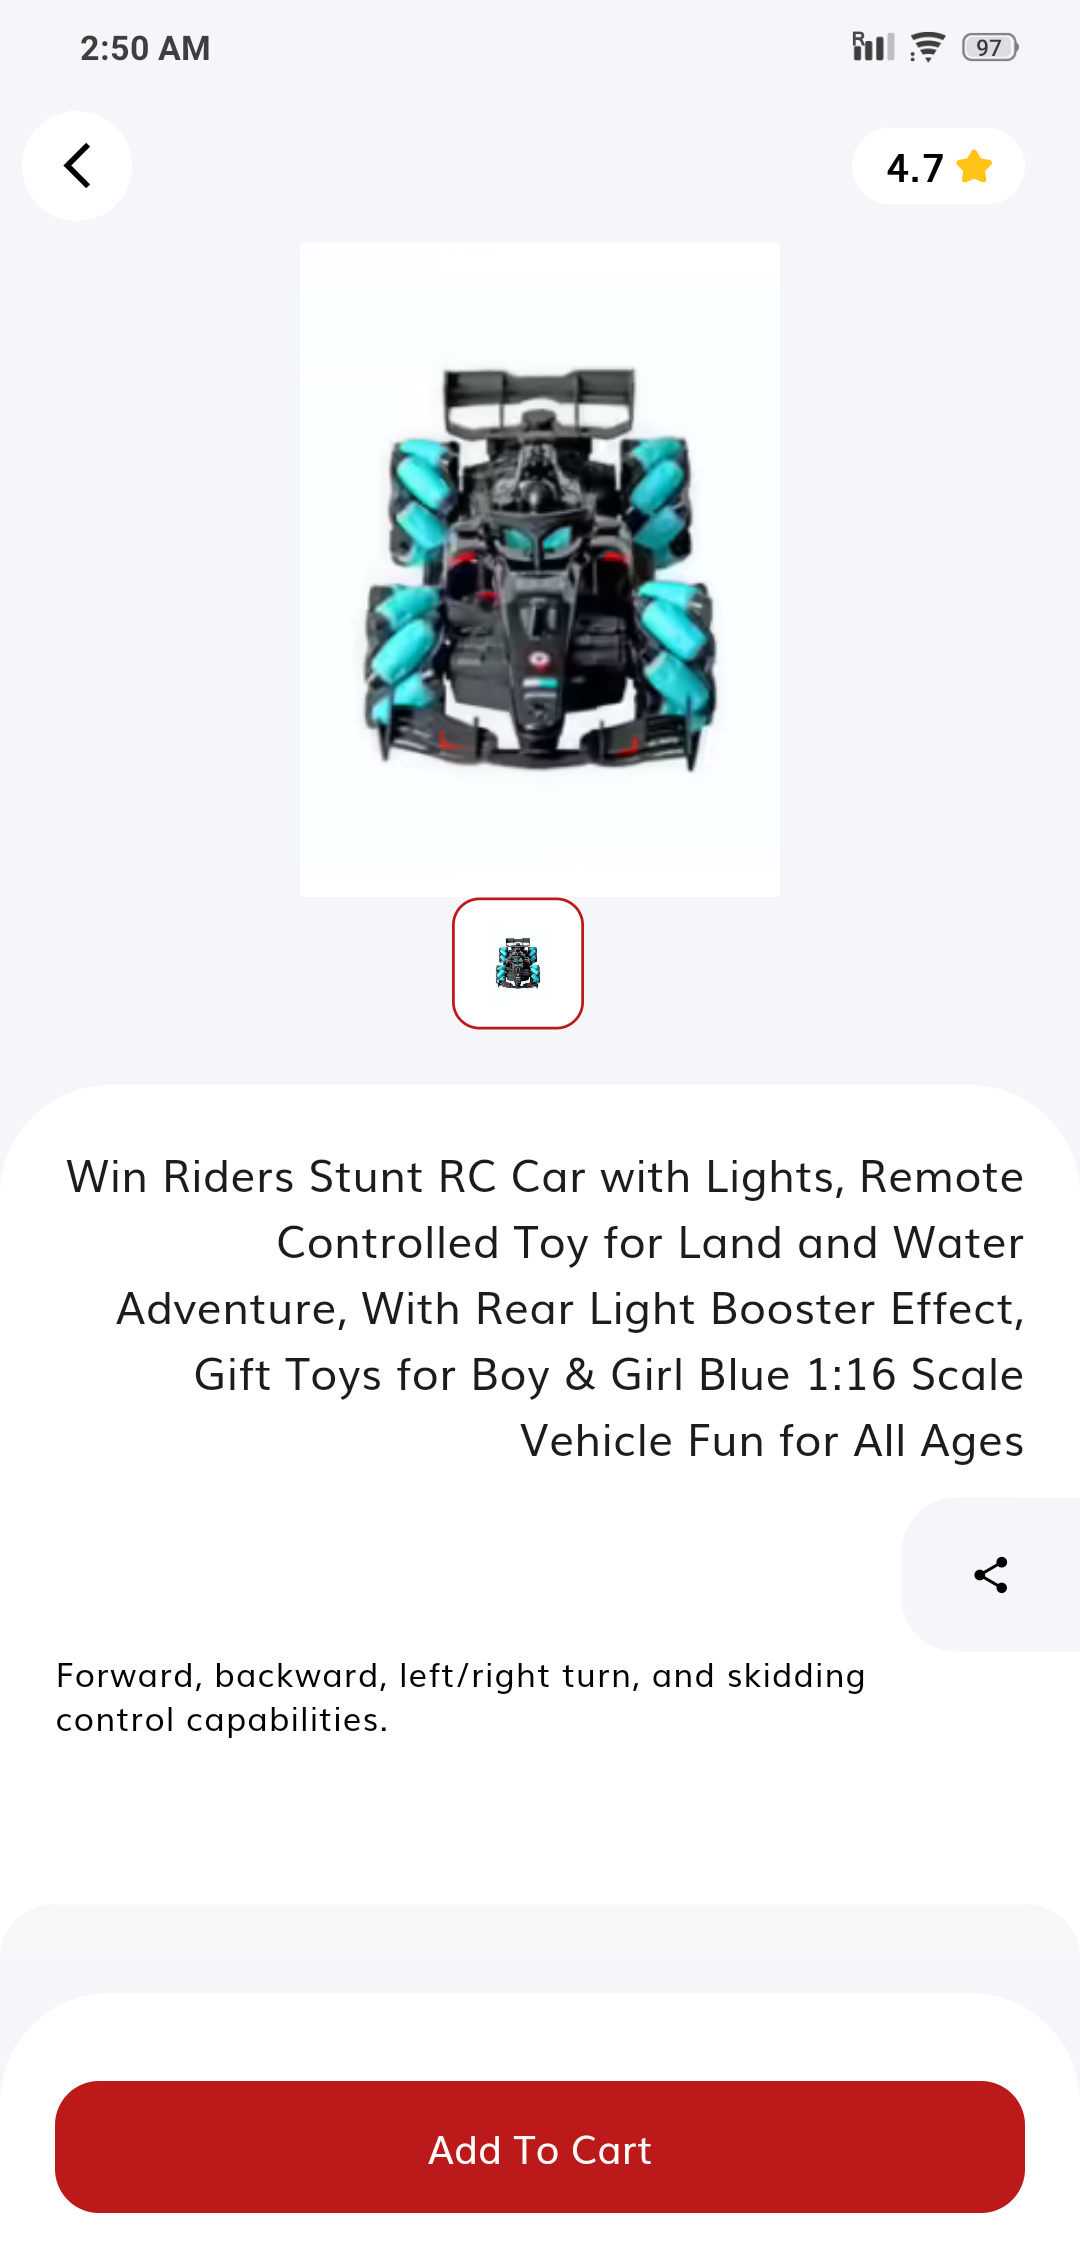 2:50 AM
R
97
4.7
Win Riders Stunt RC Car with Lights, Remote
Controlled Toy for Land and Water
Adventure, With Rear Light Booster Effect,
Gift Toys for Boy & Girl Blue 1:16 Scale
Vehicle Fun for All Ages
Forward, backward, left/right turn, and skidding
control capabilities.
Add To Cart